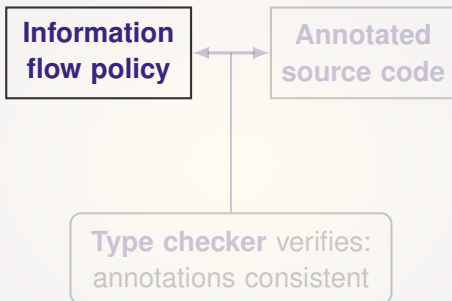 Information
flow policy
Annotated
source code
Type checker verifies:
annotations consistent